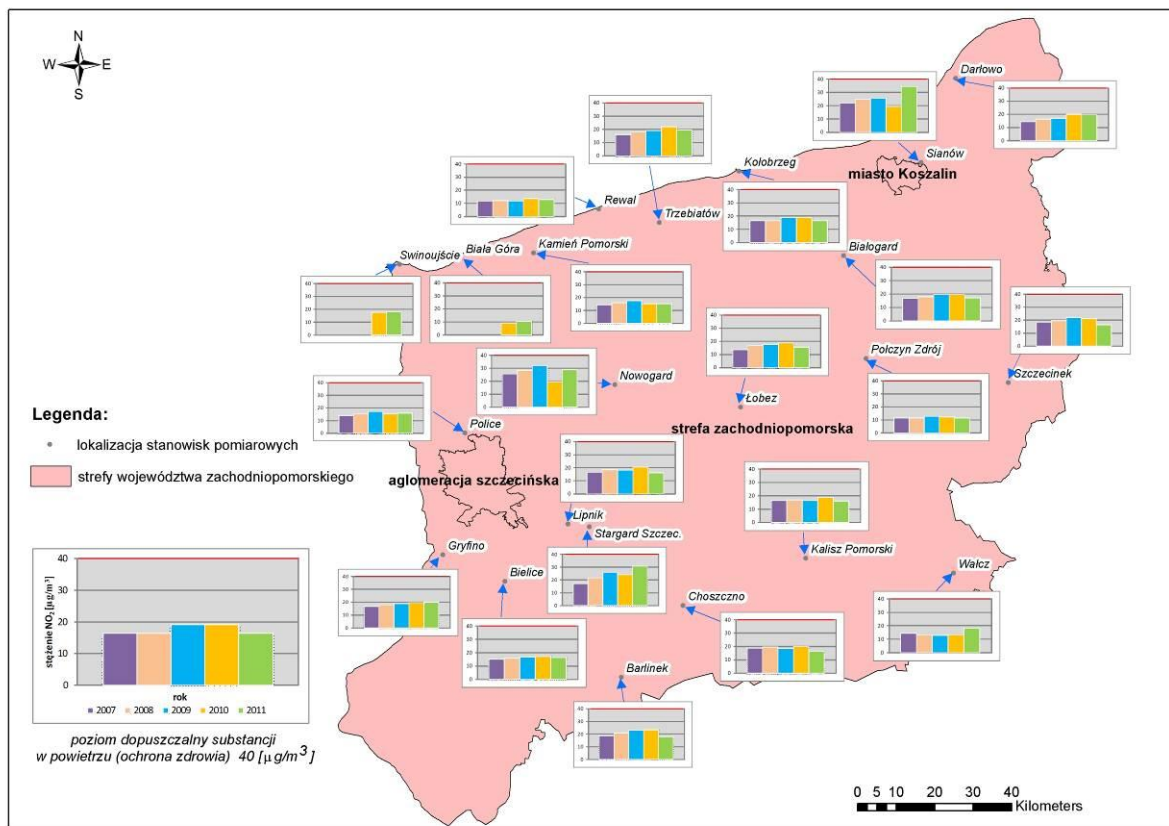 N
W E
S
Darłowo
Sianów
miasto Koszalin
Kołobrzeg
Rewal
Trzebiatów
Biała Góra
Kamień Pomorski
Świnoujście
Białogard
Połczyn Zdrój
Szczecinek
Nowogard
Łobez
strefa zachodniopomorska
Police
aglomeracja szczecińska
Lipnik
Stargard Szczec.
Gryfino
Bielice
Kalisz Pomorski
Wałcz
Choszczno
Barlinek
Legenda:
lokalizacja stanowisk pomiarowych
strefy województwa zachodniopomorskiego
stężenie NO₂ [µg/m³]
40
30
20
10
0
rok
2007 2008 2009 2010 2011
poziom dopuszczalny substancji
w powietrzu (ochrona zdrowia) 40 [µg/m³]
0 5 10 20 30 40
Kilometers